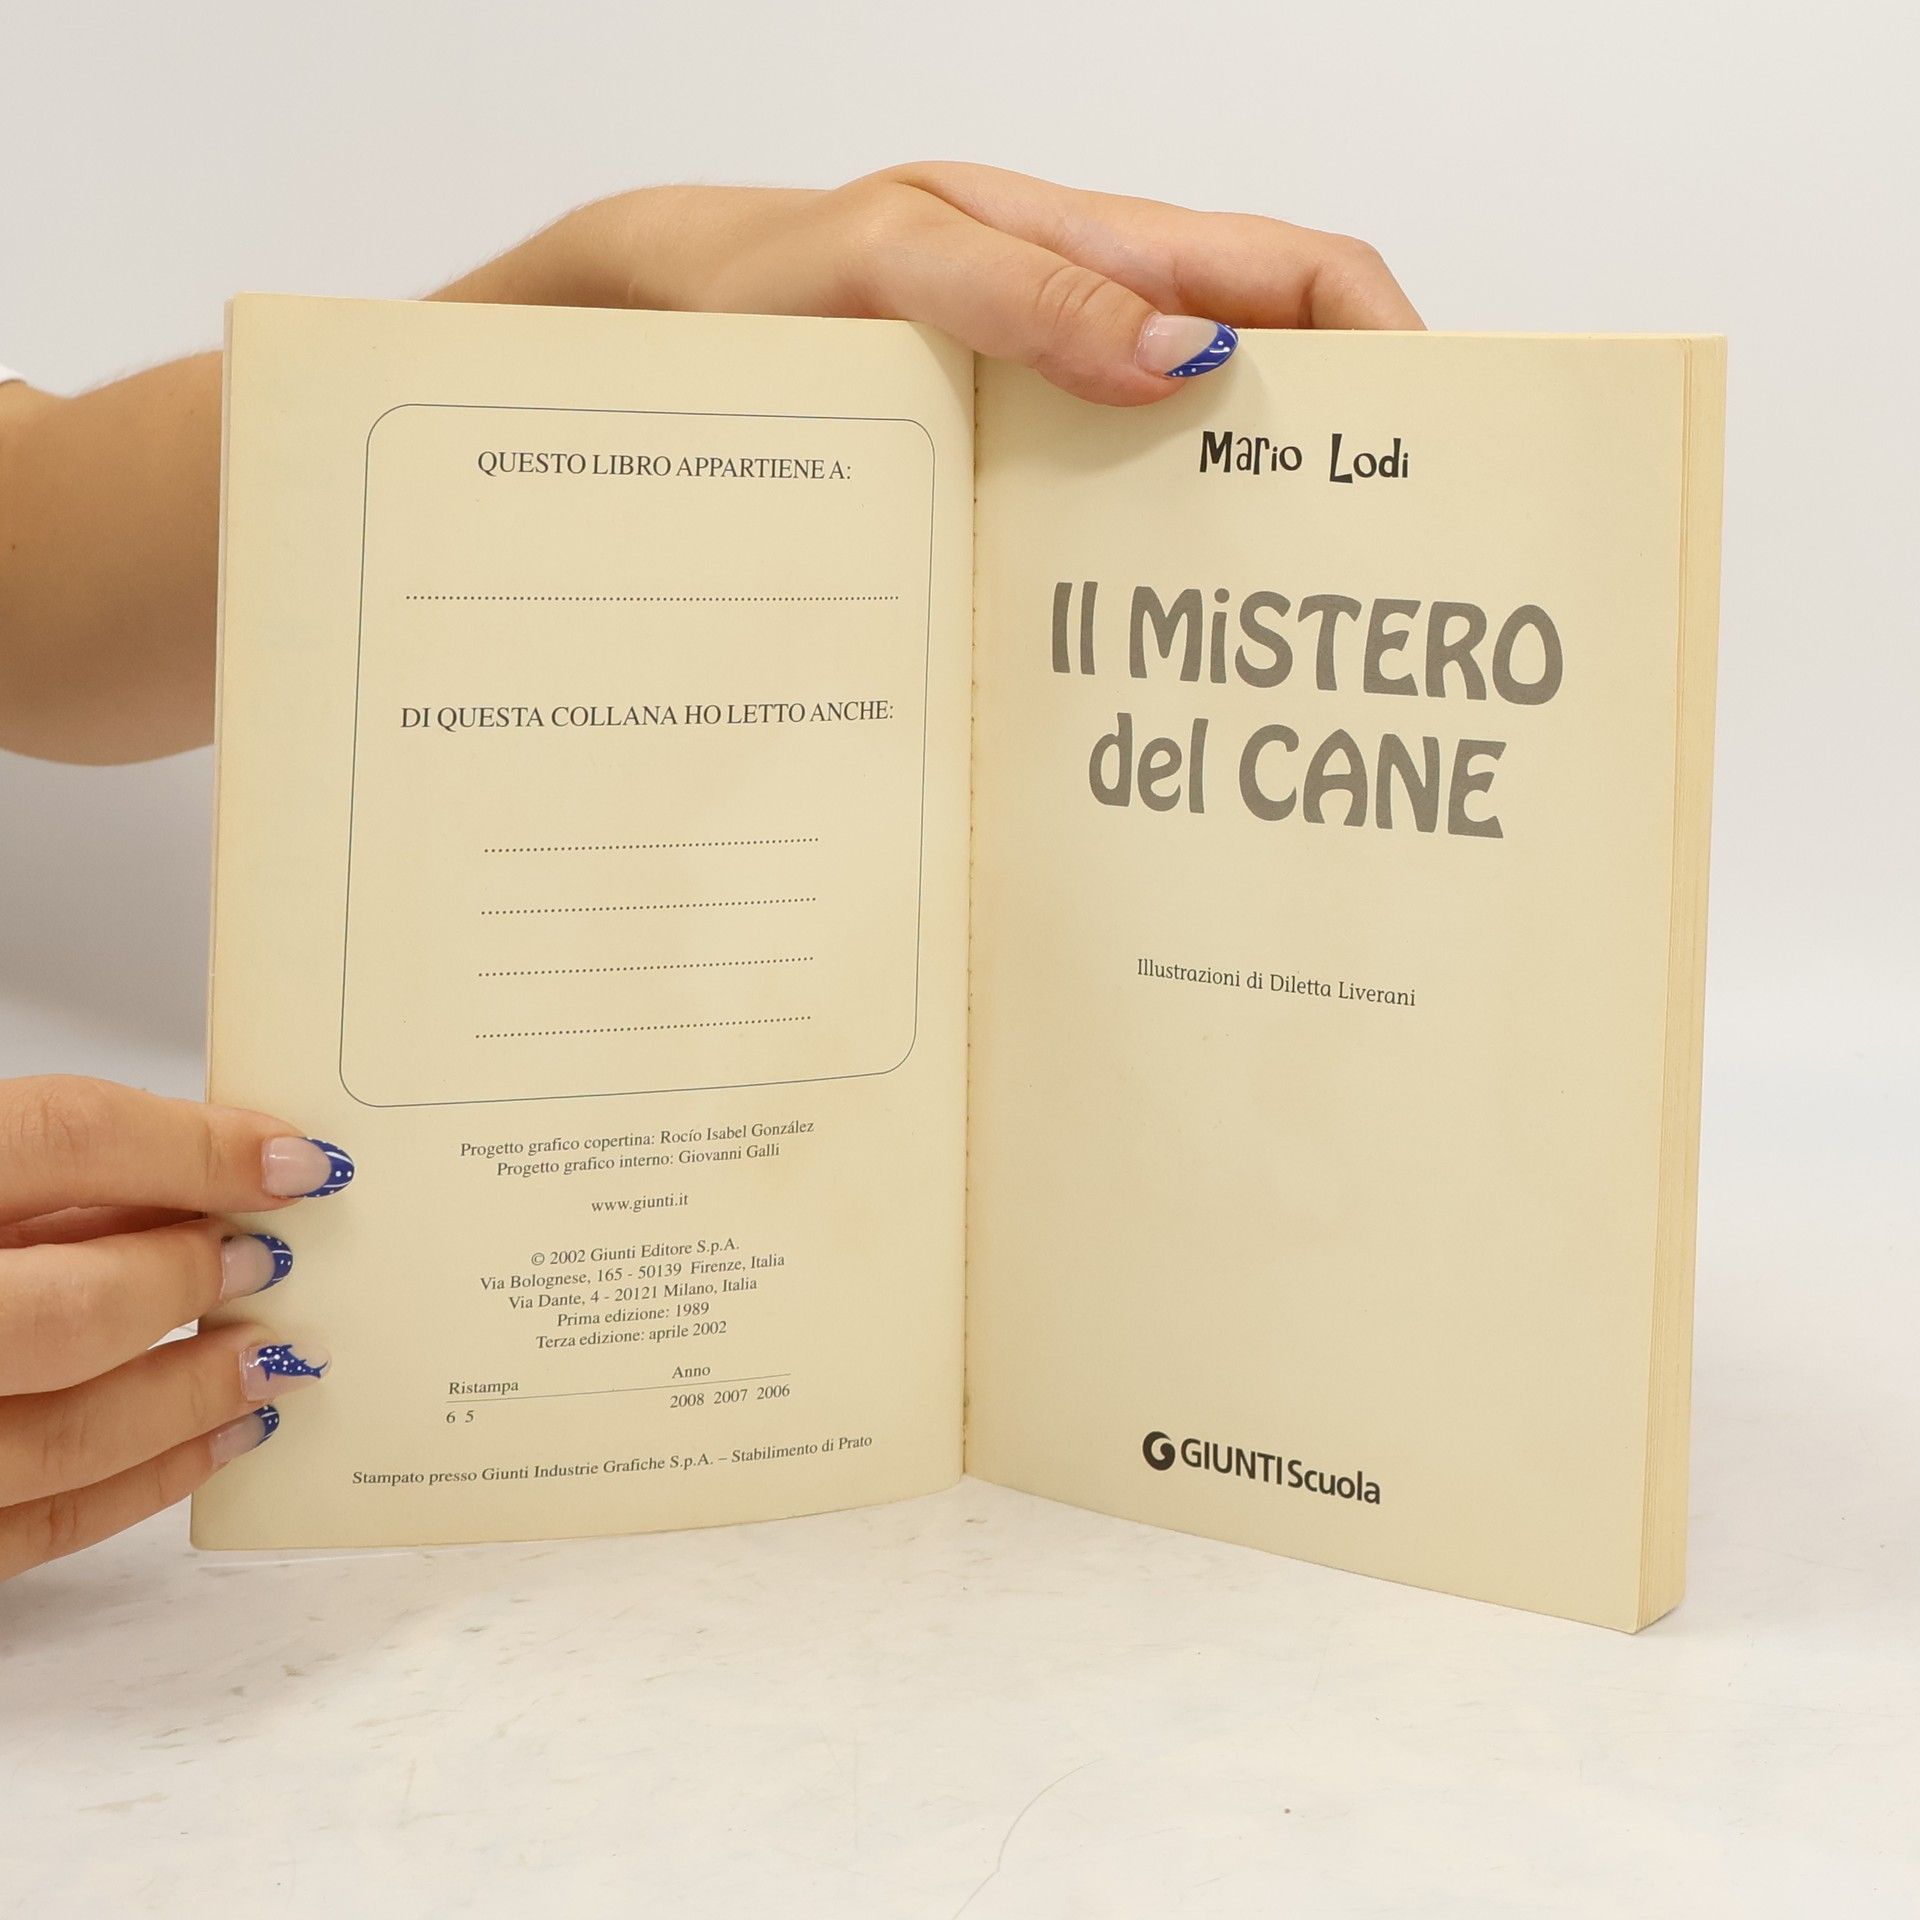 QUESTO LIBRO APPARTIENE A:
DI QUESTA COLLANA HO LETTO ANCHE:
Progetto grafico copertina: Rocío Isabel González
Progetto grafico interno: Giovanni Galli
www.giunti.it
© 2002 Giunti Editore S.p.A.
Via Bolognese, 165 - 50139 Firenze, Italia
Via Dante, 4 - 20121 Milano, Italia
Prima edizione: 1989
Terza edizione: aprile 2002
Ristampa Anno
6 5 2008 2007 2006
Stampato presso Giunti Industrie Grafiche S.p.A. – Stabilimento di Prato
Mario Lodi
Il MiSTERO
del CANE
Illustrazioni di Diletta Liverani
GIUNTI Scuola